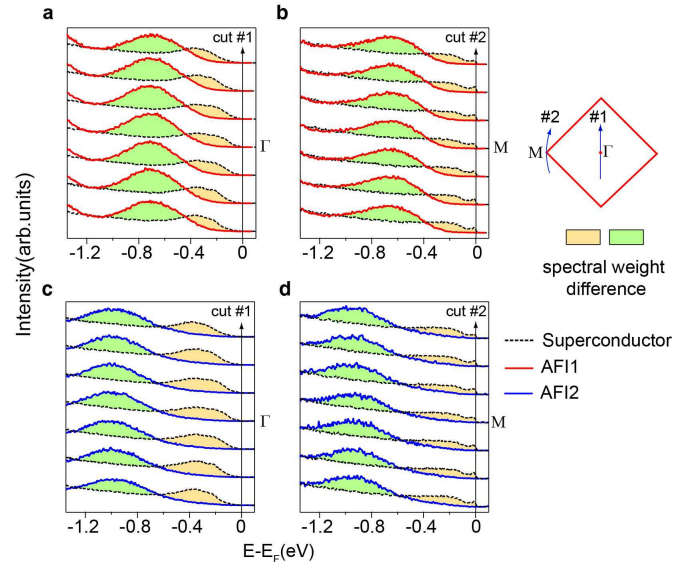 a
cut #1
Γ
-1.2 -0.8 -0.4 0
b
cut #2
M
-1.2 -0.8 -0.4 0
c
cut #1
Γ
-1.2 -0.8 -0.4 0
d
cut #2
M
-1.2 -0.8 -0.4 0
Intensity(arb.units)
E-E_F(eV)
#2 #1
M Γ
spectral weight
difference
Superconductor
AFI1
AFI2